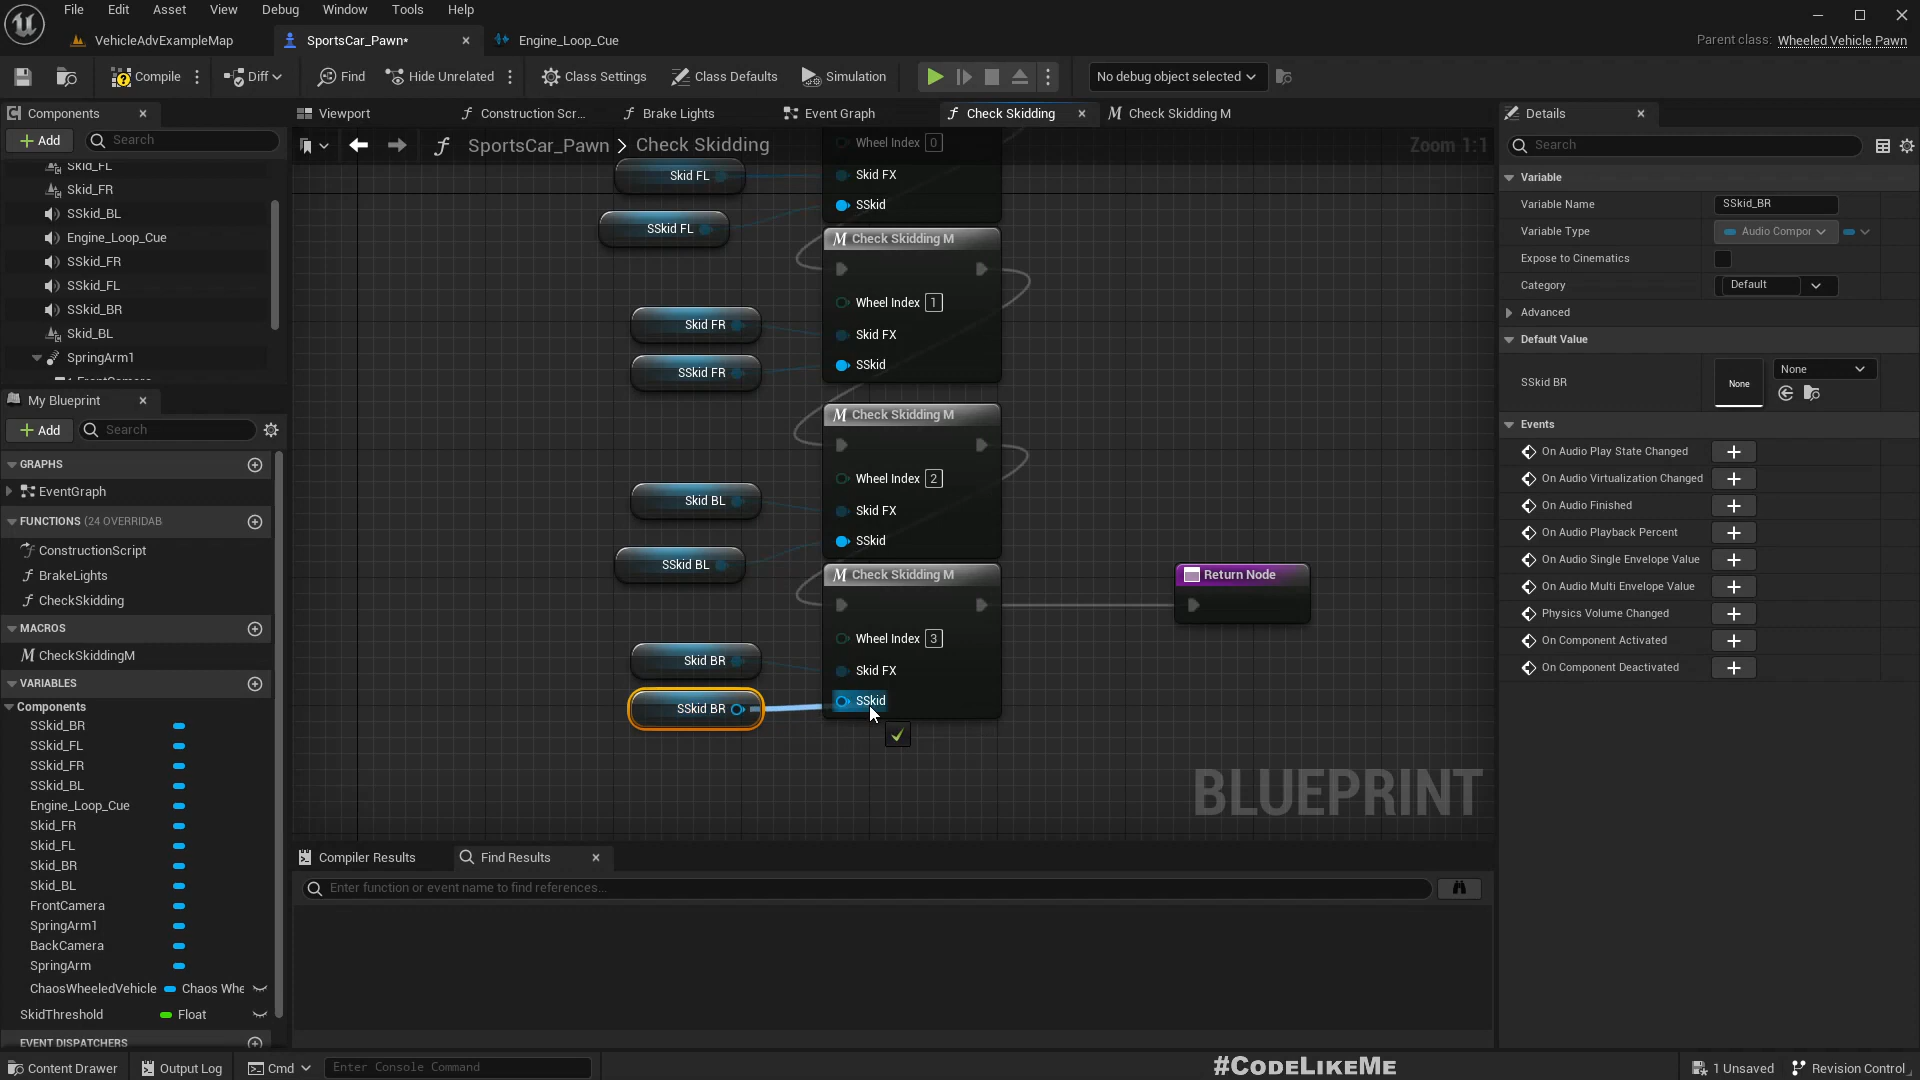 File Edit Asset View Debug Window Tools Help
VehicleAdvExampleMap SportsCar_Pawn* Engine_Loop_Cue
Parent class: Wheeled Vehicle Pawn
Compile Diff Find Hide Unrelated Class Settings Class Defaults Simulation No debug object selected
Components
Add Search
Skid_FL
Skid_FR
SSkid_BL
Engine_Loop_Cue
SSkid_FR
SSkid_FL
SSkid_BR
Skid_BL
SpringArm1
My Blueprint
Add Search
GRAPHS
EventGraph
FUNCTIONS (24 OVERRIDAB
ConstructionScript
BrakeLights
CheckSkidding
MACROS
CheckSkiddingM
VARIABLES
Components
SSkid_BR
SSkid_FL
SSkid_FR
SSkid_BL
Engine_Loop_Cue
Skid_FR
Skid_FL
Skid_BR
Skid_BL
FrontCamera
SpringArm1
BackCamera
SpringArm
ChaosWheeledVehicle Chaos Whe
SkidThreshold Float
EVENT DISPATCHERS
Viewport Construction Scr... Brake Lights Event Graph Check Skidding Check Skidding M
SportsCar_Pawn > Check Skidding
Zoom 1:1
Wheel Index 0
Skid FL
Skid FX
SSkid
SSkid FL
Check Skidding M
Wheel Index 1
Skid FR
Skid FX
SSkid FR
SSkid
Check Skidding M
Wheel Index 2
Skid BL
Skid FX
SSkid
SSkid BL
Check Skidding M
Return Node
Wheel Index 3
Skid BR
Skid FX
SSkid BR
SSkid
BLUEPRINT
Compiler Results Find Results
Enter function or event name to find references...
Details
Search
Variable
Variable Name SSkid_BR
Variable Type Audio Compor
Expose to Cinematics
Category Default
Advanced
Default Value
SSkid BR None None
Events
On Audio Play State Changed
On Audio Virtualization Changed
On Audio Finished
On Audio Playback Percent
On Audio Single Envelope Value
On Audio Multi Envelope Value
Physics Volume Changed
On Component Activated
On Component Deactivated
Content Drawer Output Log Cmd Enter Console Command
#CodeLikeMe
1 Unsaved Revision Control